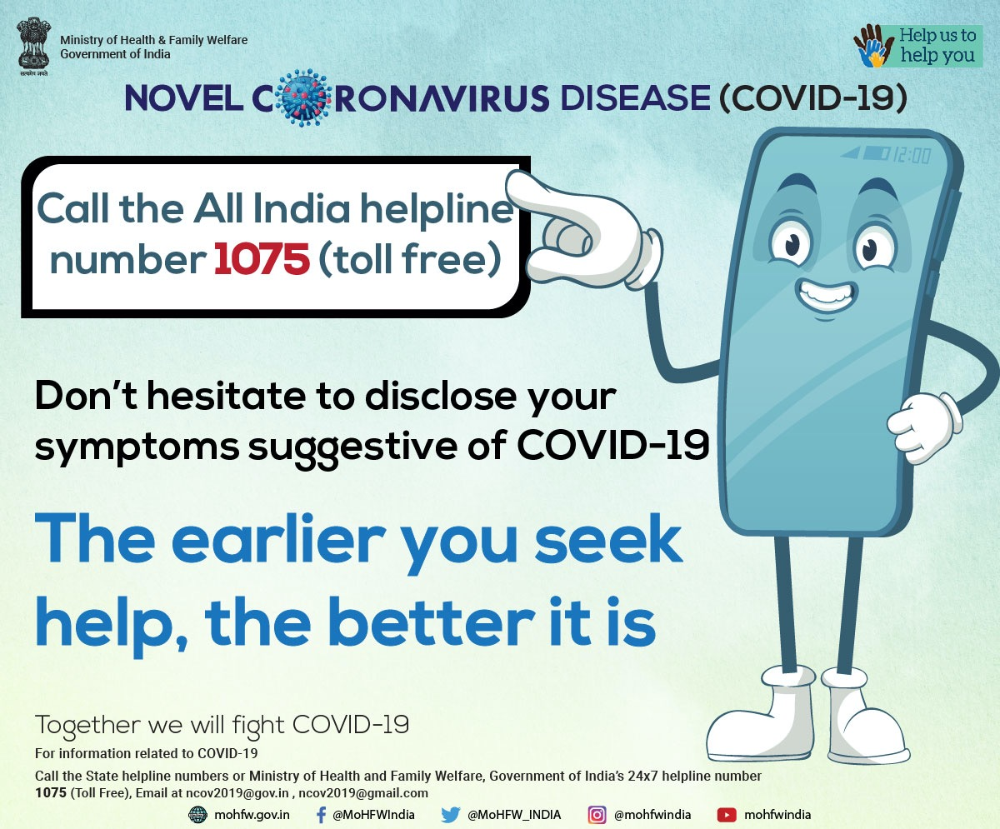 Ministry of Health & Family Welfare
Government of India
सत्यमेव जयते
Help us to
help you
NOVEL CORONAVIRUS DISEASE (COVID-19)
12:00
Call the All India helpline
number 1075 (toll free)
Don't hesitate to disclose your
symptoms suggestive of COVID-19
The earlier you seek
help, the better it is
Together we will fight COVID-19
For information related to COVID-19
Call the State helpline numbers or Ministry of Health and Family Welfare, Government of India's 24x7 helpline number
1075 (Toll Free), Email at ncov2019@gov.in , ncov2019@gmail.com
mohfw.gov.in @MoHFWIndia @MoHFW_INDIA @mohfwindia mohfwindia